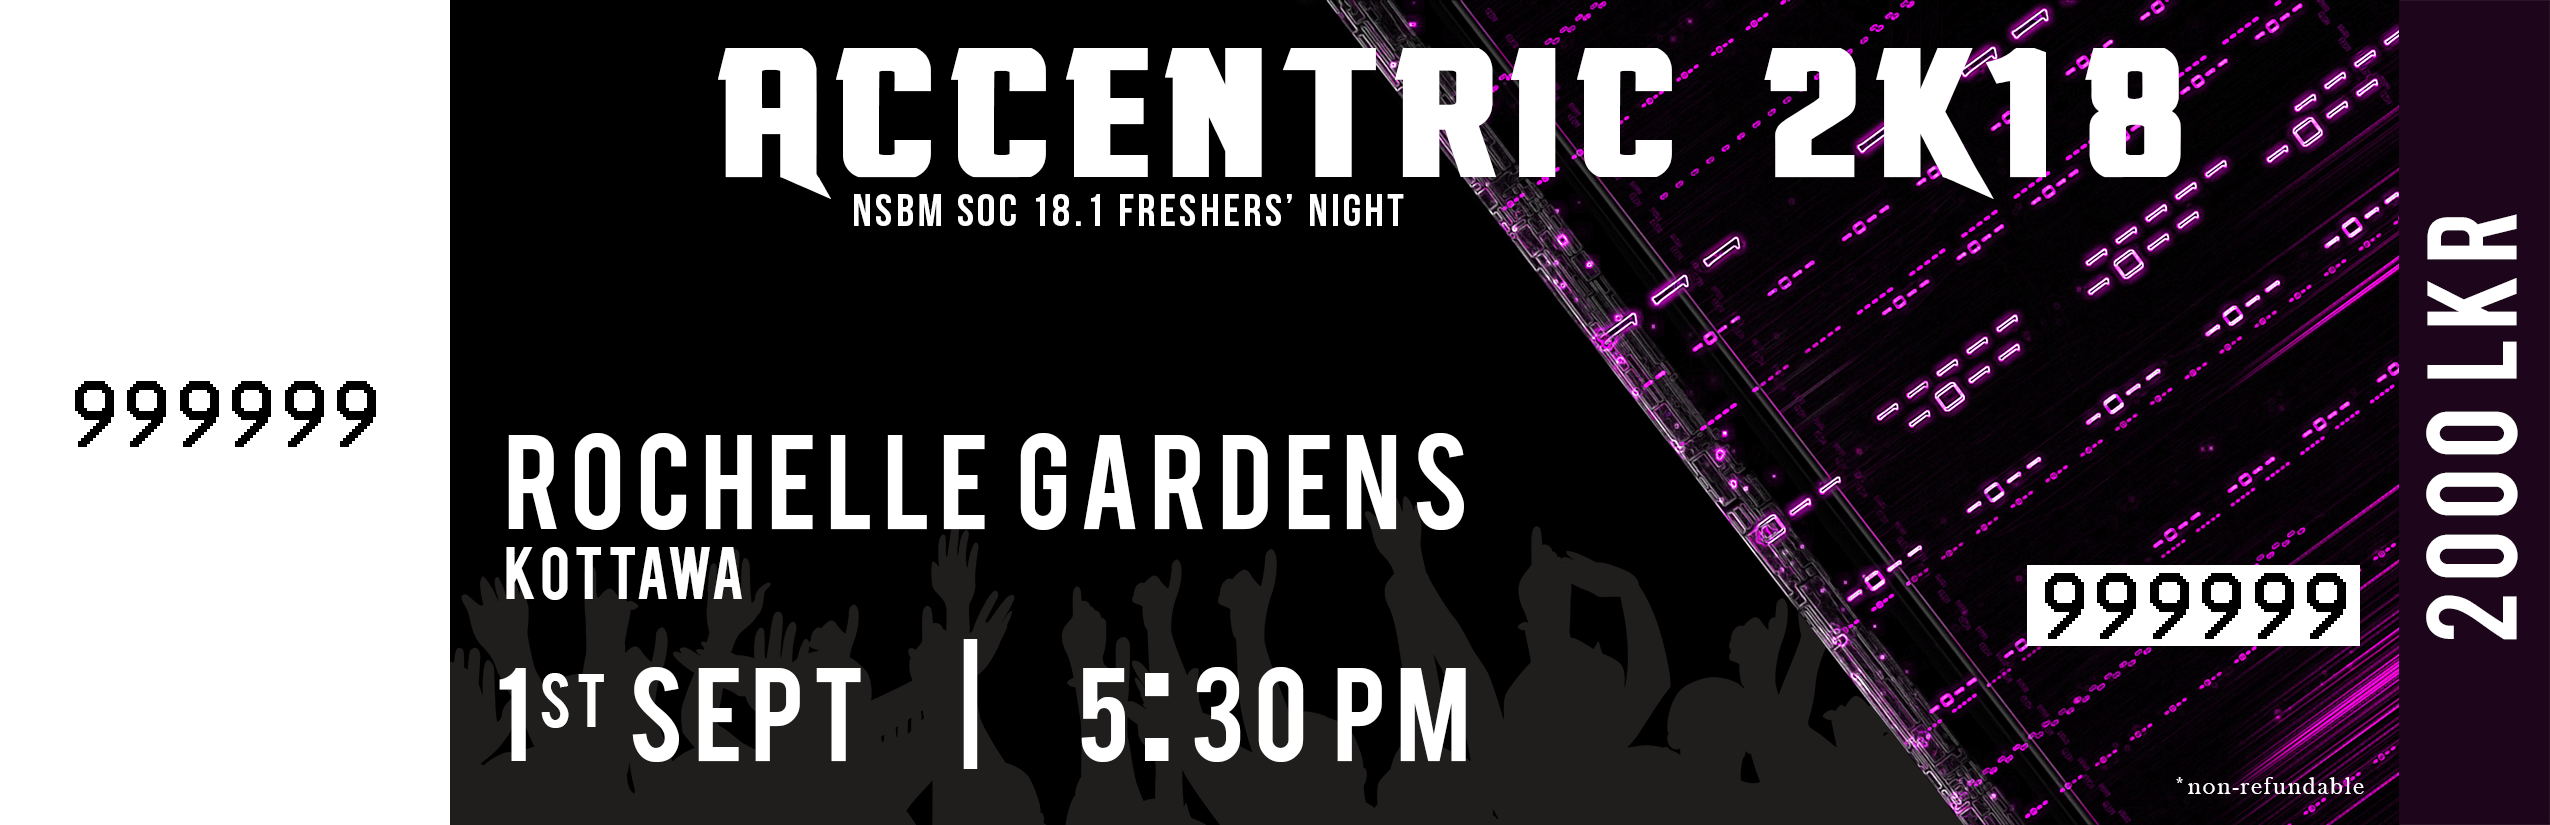 999999
ACCENTRIC 2K18
NSBM SOC 18.1 FRESHERS' NIGHT
ROCHELLE GARDENS
KOTTAWA
1ST SEPT | 5:30 PM
999999
*non-refundable
2000 LKR